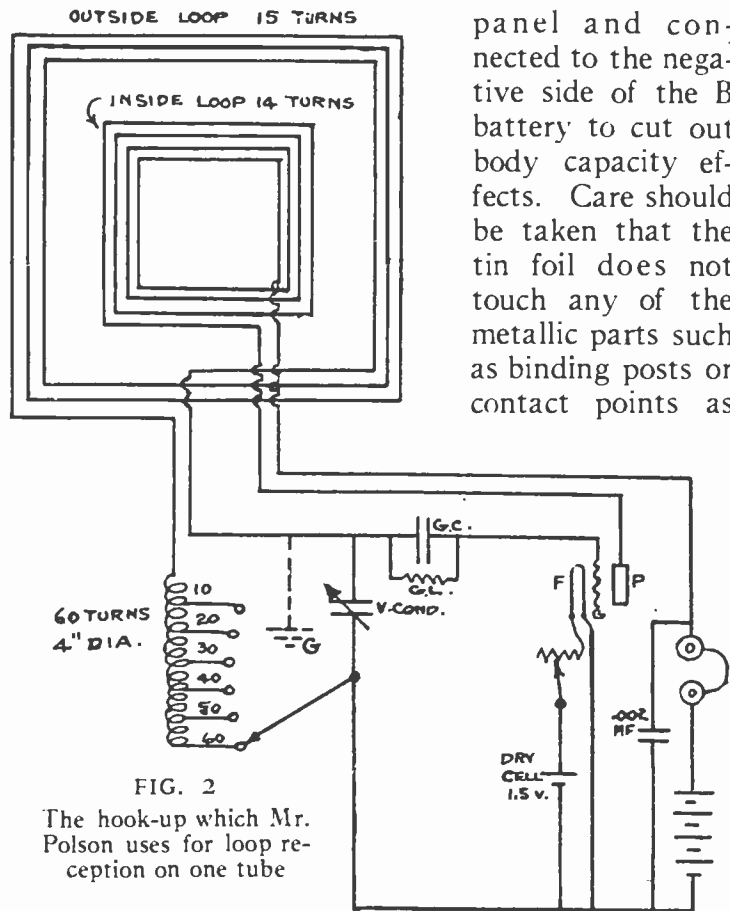 OUTSIDE LOOP 15 TURNS
INSIDE LOOP 14 TURNS
panel and con-
nected to the nega-
tive side of the B
battery to cut out
body capacity ef-
fects. Care should
be taken that the
tin foil does not
touch any of the
metallic parts such
as binding posts or
contact points as
G.C.
G.L.
F
P
V.COND.
G
60 TURNS
4" DIA.
10
20
30
40
50
60
.002
MF
DRY
CELL
1.5 V.
FIG. 2
The hook-up which Mr.
Polson uses for loop re-
ception on one tube